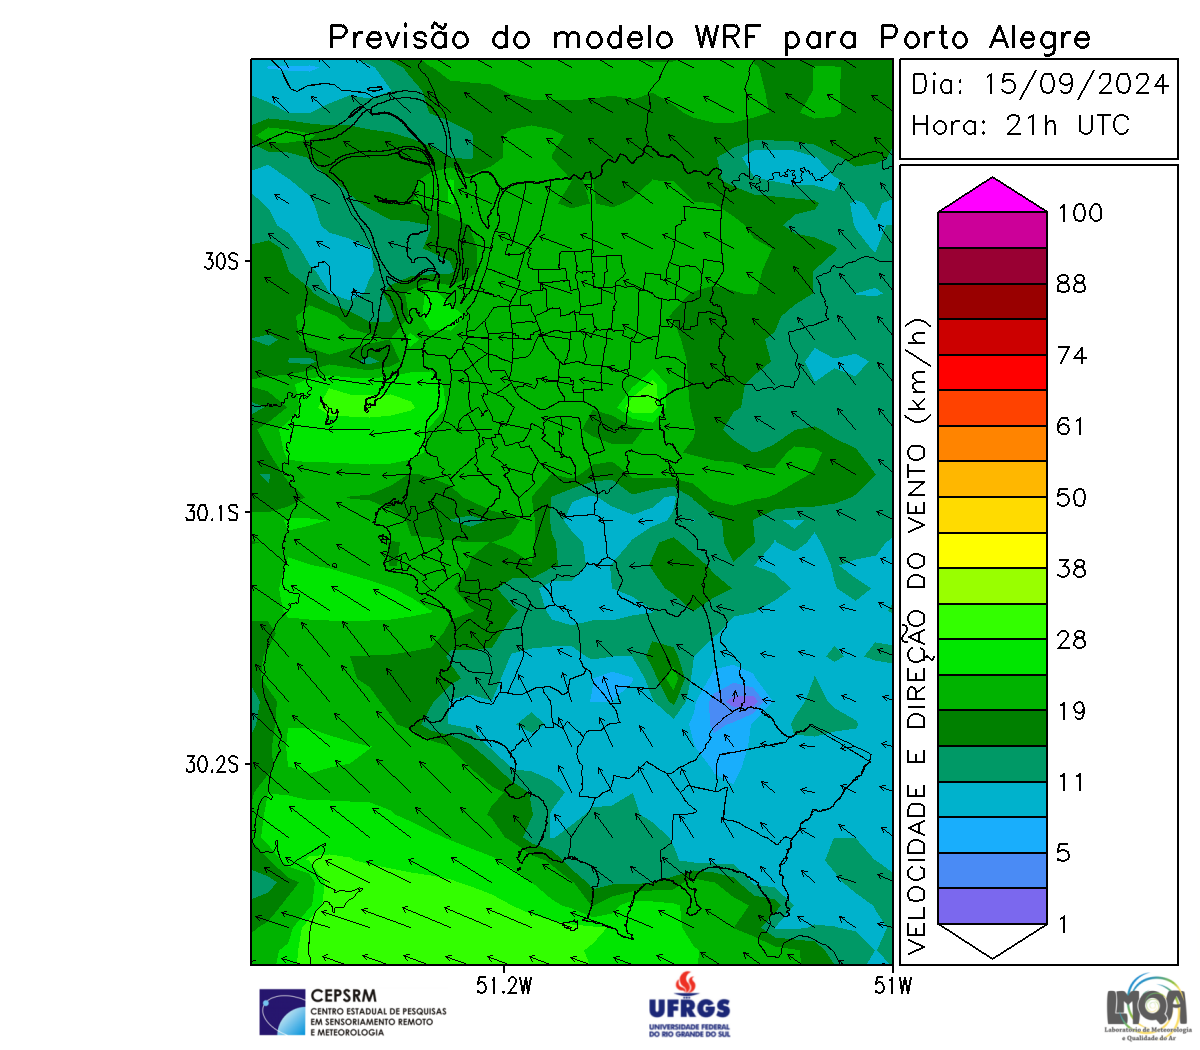 Previsão do modelo WRF para Porto Alegre
Dia: 15/09/2024
Hora: 21h UTC
30S
30.1S
30.2S
51.2W
51W
VELOCIDADE E DIREÇÃO DO VENTO (km/h)
100
88
74
61
50
38
28
19
11
5
1
CEPSRM
CENTRO ESTADUAL DE PESQUISAS
EM SENSORIAMENTO REMOTO
E METEOROLOGIA
UFRGS
UNIVERSIDADE FEDERAL
DO RIO GRANDE DO SUL
LMQA
Laboratório de Meteorologia
e Qualidade do Ar